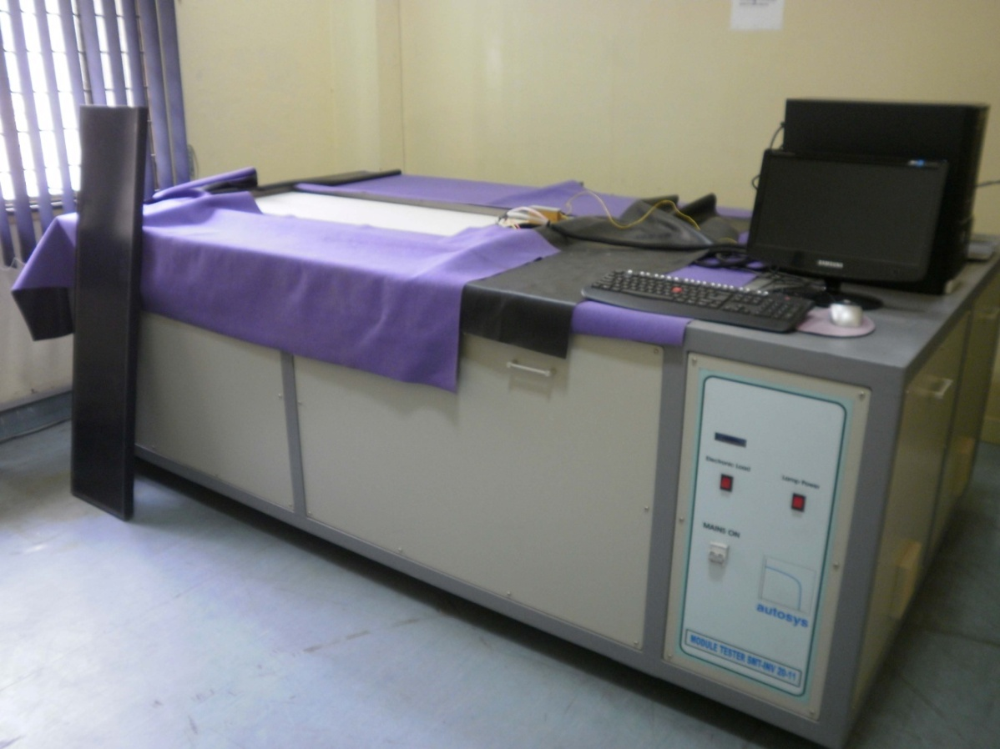 SAMSUNG
Electronic Load
Lamp Power
MAINS ON
autosys
MODULE TESTER SMT-INV 20-11